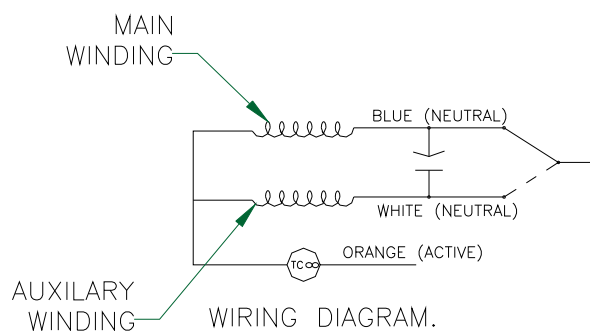 MAIN
WINDING
BLUE (NEUTRAL)
WHITE (NEUTRAL)
ORANGE (ACTIVE)
TC
AUXILARY
WINDING
WIRING DIAGRAM.